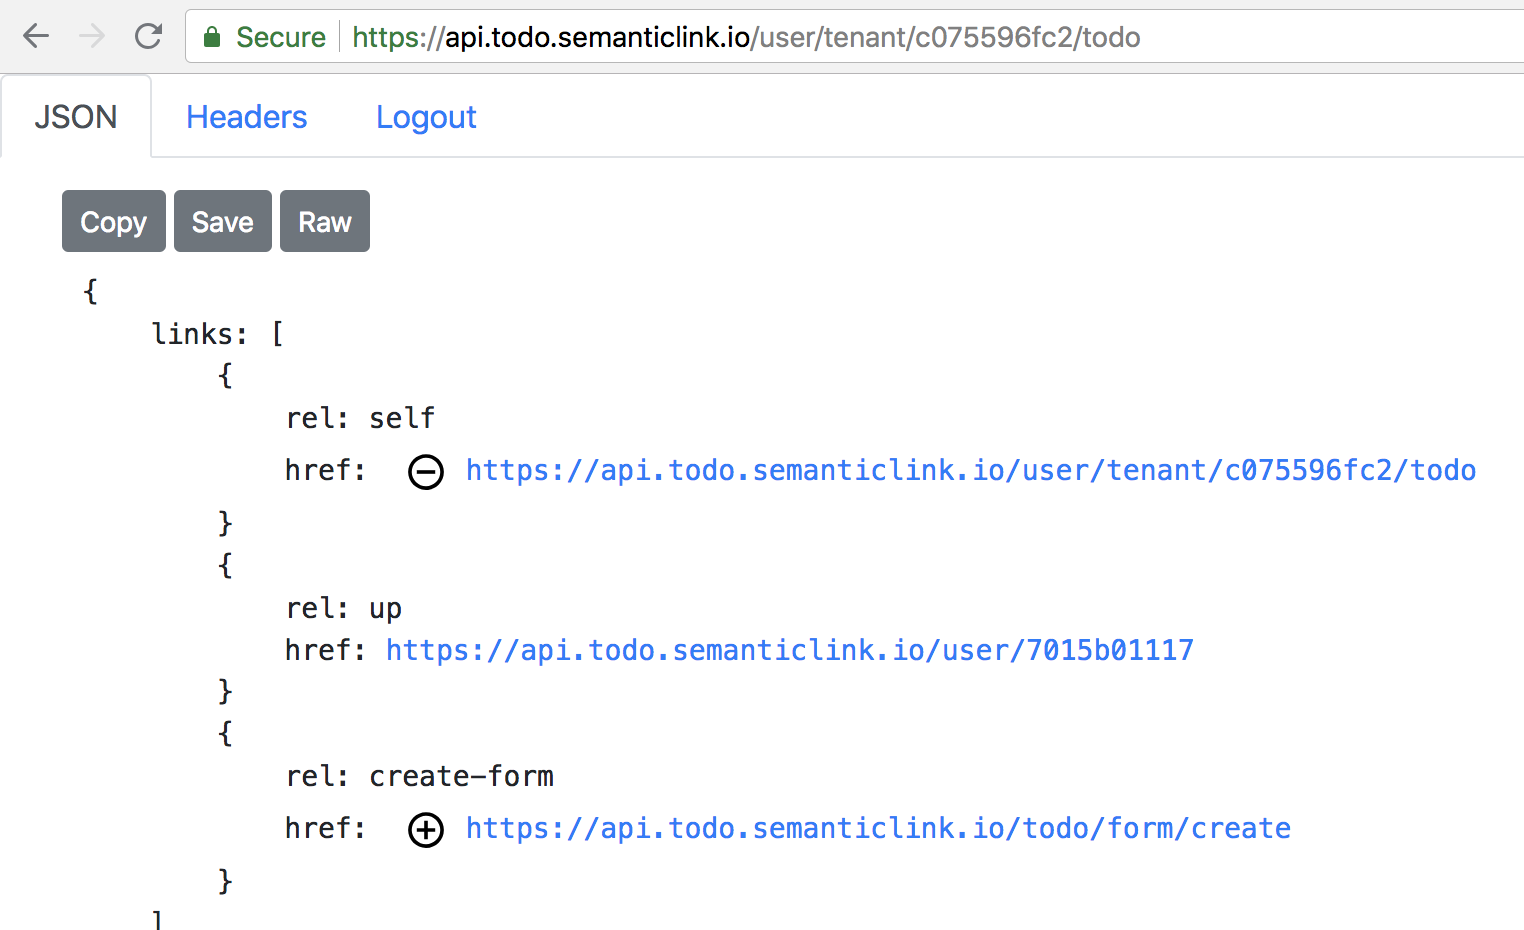 Secure https://api.todo.semanticlink.io/user/tenant/c075596fc2/todo
JSON Headers Logout
Copy Save Raw
{
links: [
{
rel: self
href: https://api.todo.semanticlink.io/user/tenant/c075596fc2/todo
}
{
rel: up
href: https://api.todo.semanticlink.io/user/7015b01117
}
{
rel: create-form
href: https://api.todo.semanticlink.io/todo/form/create
}
]